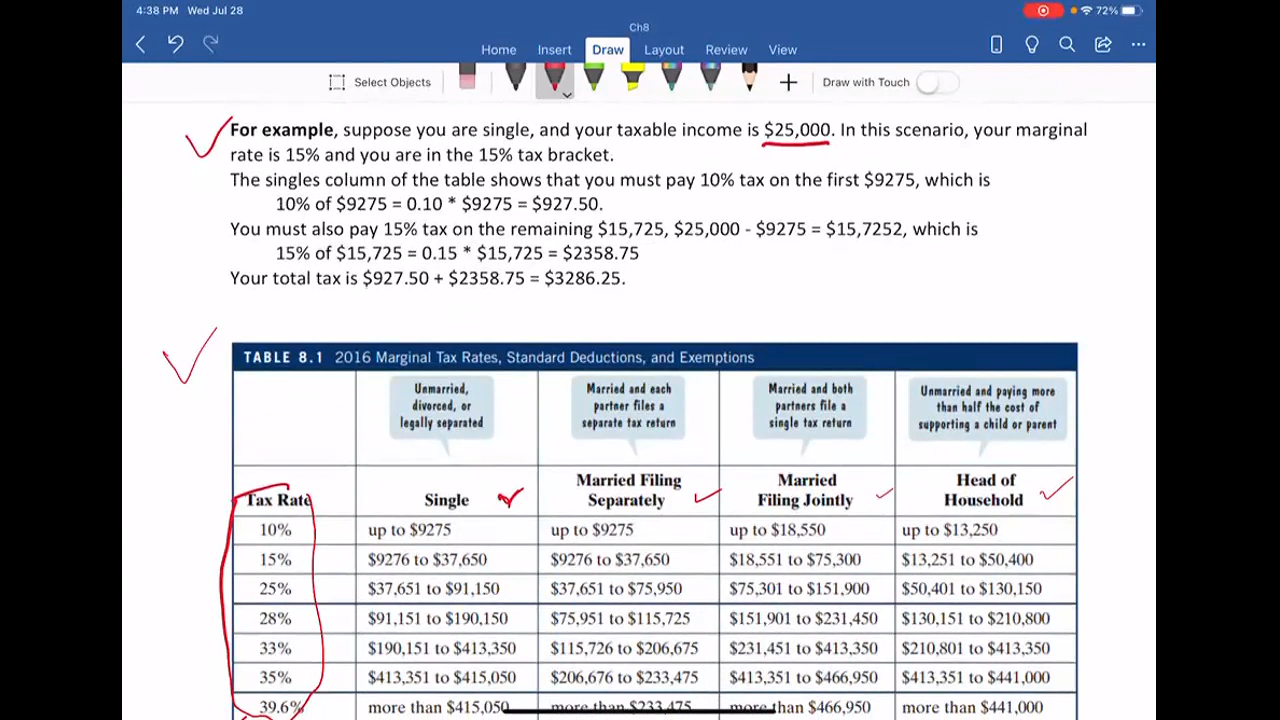 4:38 PM Wed Jul 28
72%
Ch8
Home Insert Draw Layout Review View
Select Objects
Draw with Touch
For example, suppose you are single, and your taxable income is $25,000. In this scenario, your marginal
rate is 15% and you are in the 15% tax bracket.
The singles column of the table shows that you must pay 10% tax on the first $9275, which is
10% of $9275 = 0.10 * $9275 = $927.50.
You must also pay 15% tax on the remaining $15,725, $25,000 - $9275 = $15,7252, which is
15% of $15,725 = 0.15 * $15,725 = $2358.75
Your total tax is $927.50 + $2358.75 = $3286.25.
TABLE 8.1 2016 Marginal Tax Rates, Standard Deductions, and Exemptions
Unmarried,
divorced, or
legally separated
Married and each
partner files a
separate tax return
Married and both
partners file a
single tax return
Unmarried and paying more
than half the cost of
supporting a child or parent
Tax Rate Single Married Filing Separately Married Filing Jointly Head of Household
10% up to $9275 up to $9275 up to $18,550 up to $13,250
15% $9276 to $37,650 $9276 to $37,650 $18,551 to $75,300 $13,251 to $50,400
25% $37,651 to $91,150 $37,651 to $75,950 $75,301 to $151,900 $50,401 to $130,150
28% $91,151 to $190,150 $75,951 to $115,725 $151,901 to $231,450 $130,151 to $210,800
33% $190,151 to $413,350 $115,726 to $206,675 $231,451 to $413,350 $210,801 to $413,350
35% $413,351 to $415,050 $206,676 to $233,475 $413,351 to $466,950 $413,351 to $441,000
39.6% more than $415,050 more than $233,475 more than $466,950 more than $441,000